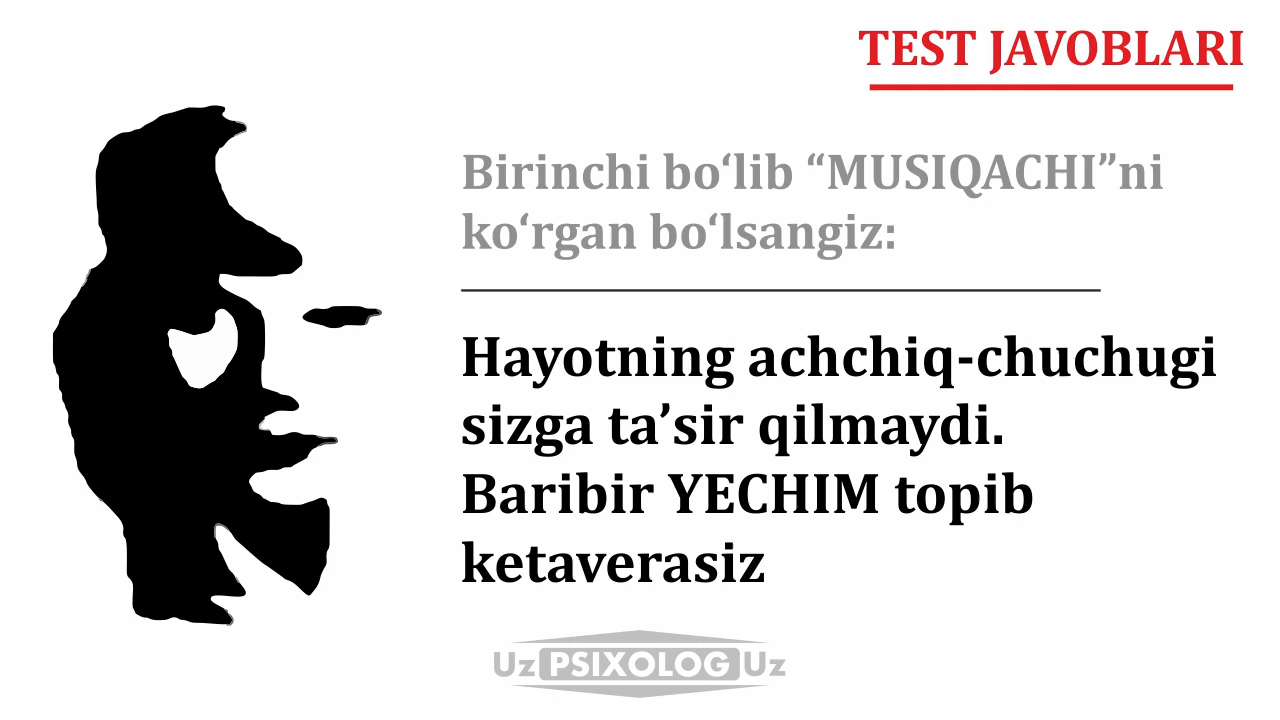 TEST JAVOBLARI
Birinchi bo‘lib “MUSIQACHI”ni
ko‘rgan bo‘lsangiz:
Hayotning achchiq-chuchugi
sizga ta’sir qilmaydi.
Baribir YECHIM topib
ketaverasiz
Uz PSIXOLOG Uz